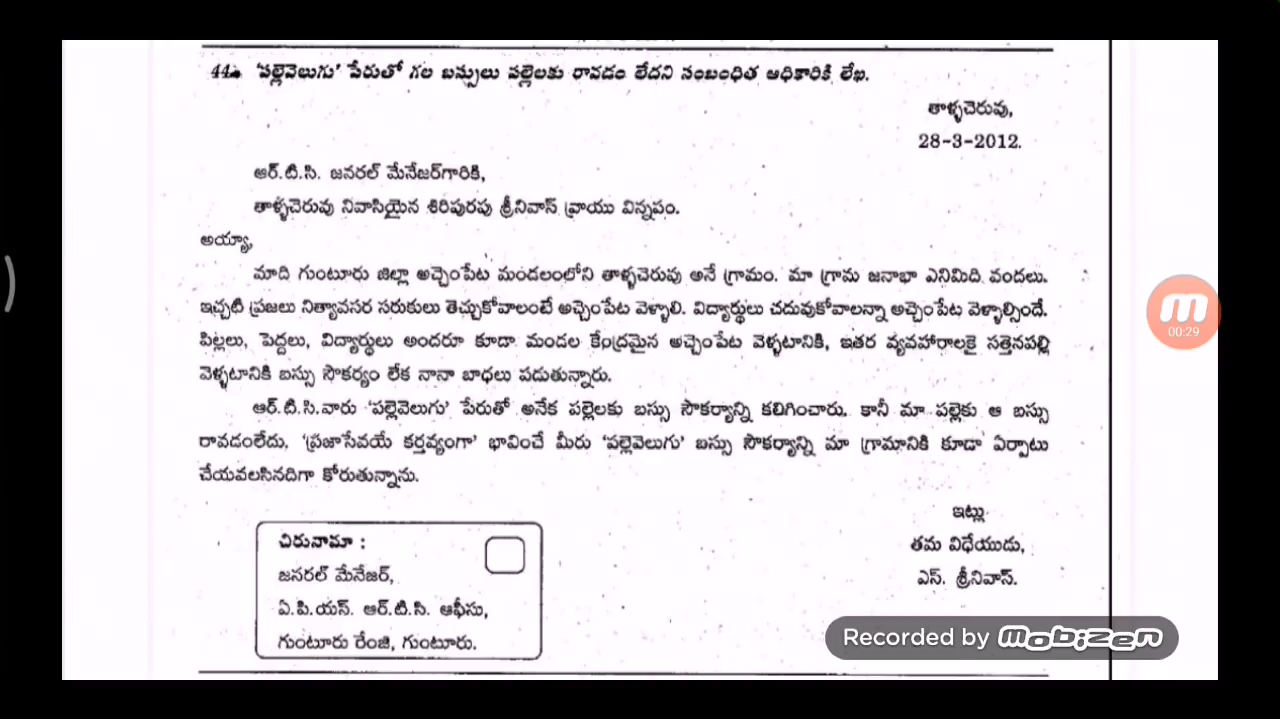 44. 'పల్లెవెలుగు' పేరుతో గల బస్సులు పల్లెలకు రావడం లేదని సంబంధిత అధికారికి లేఖ.
తాళ్ళచెరువు,
28-3-2012.
ఆర్.టి.సి. జనరల్ మేనేజర్‌గారికి,
తాళ్ళచెరువు నివాసియైన శిరిపురపు శ్రీనివాస్ వ్రాయు విన్నపం.
అయ్యా,
మాది గుంటూరు జిల్లా అచ్చెంపేట మండలంలోని తాళ్ళచెరువు అనే గ్రామం. మా గ్రామ జనాభా ఎనిమిది వందలు.
ఇచ్చటి ప్రజలు నిత్యావసర సరుకులు తెచ్చుకోవాలంటే అచ్చెంపేట వెళ్ళాలి. విద్యార్థులు చదువుకోవాలన్నా అచ్చెంపేట వెళ్ళాల్సిందే.
పిల్లలు, పెద్దలు, విద్యార్థులు అందరూ కూడా మండల కేంద్రమైన అచ్చెంపేట వెళ్ళటానికి, ఇతర వ్యవహారాలకై సత్తెనపల్లి
వెళ్ళటానికి బస్సు సౌకర్యం లేక నానా బాధలు పడుతున్నారు.
ఆర్.టి.సి.వారు 'పల్లెవెలుగు' పేరుతో అనేక పల్లెలకు బస్సు సౌకర్యాన్ని కలిగించారు. కానీ మా పల్లెకు ఆ బస్సు
రావడంలేదు. 'ప్రజాసేవయే కర్తవ్యంగా' భావించే మీరు 'పల్లెవెలుగు' బస్సు సౌకర్యాన్ని మా గ్రామానికి కూడా ఏర్పాటు
చేయవలసినదిగా కోరుతున్నాను.
ఇట్లు
తమ విధేయుడు,
ఎస్. శ్రీనివాస్.
చిరునామా :
జనరల్ మేనేజర్,
ఏ.పి.యస్. ఆర్.టి.సి. ఆఫీసు,
గుంటూరు రేంజి, గుంటూరు.
00:29
Recorded by mobizen